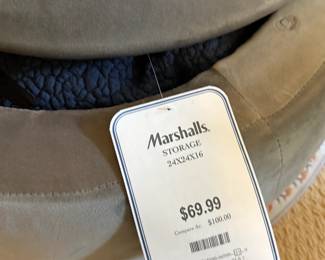 Marshalls.
STORAGE
24X24X16
$69.99
Compare At: $100.00